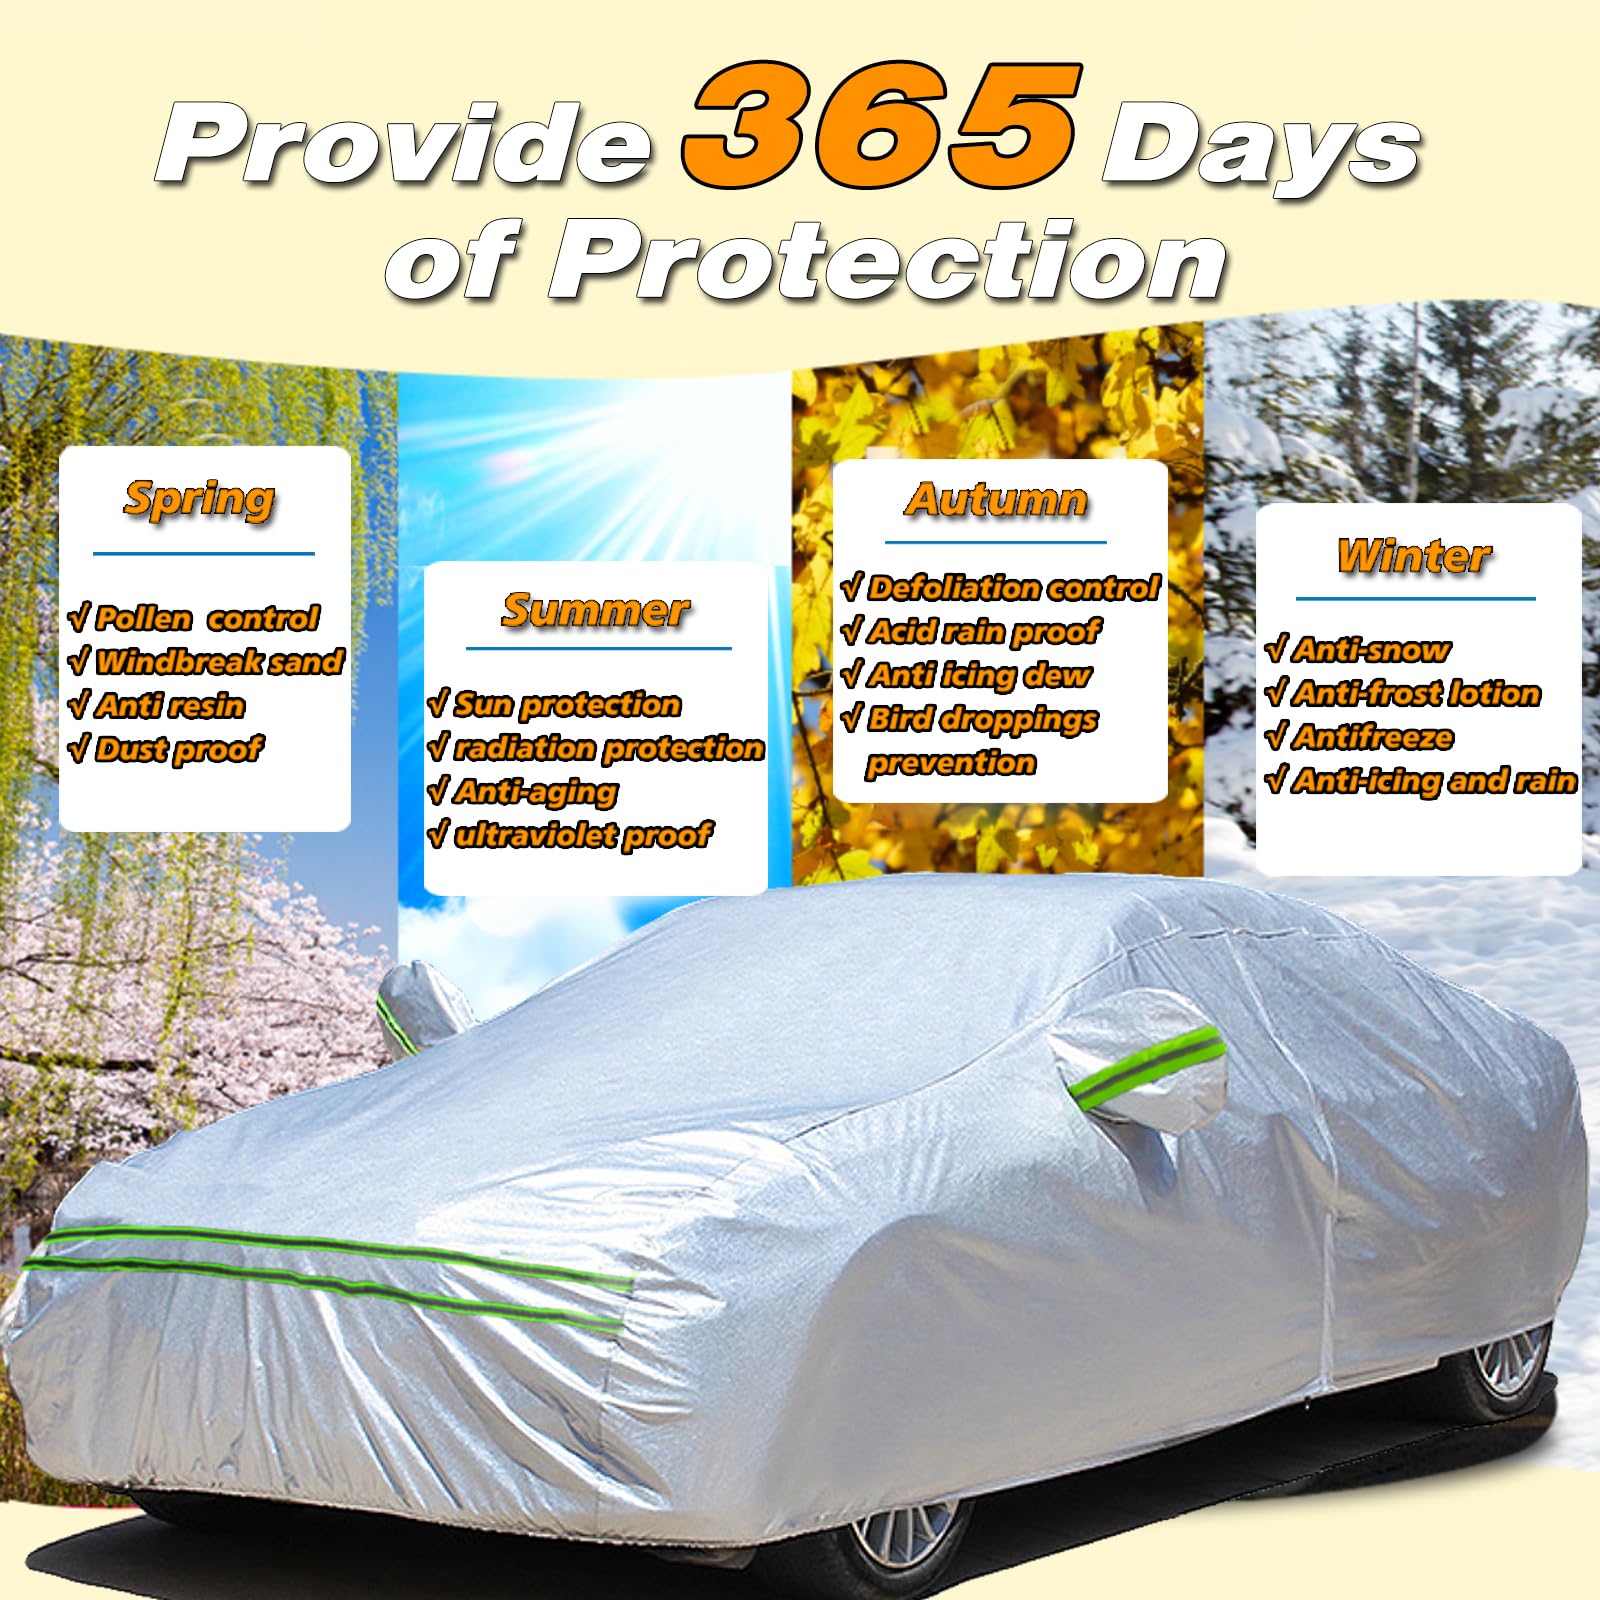 Provide 365 Days
of Protection
Spring
√ Pollen control
√ Windbreak sand
√ Anti resin
√ Dust proof
Summer
√ Sun protection
√ radiation protection
√ Anti-aging
√ ultraviolet proof
Autumn
√ Defoliation control
√ Acid rain proof
√ Anti icing dew
√ Bird droppings
prevention
Winter
√ Anti-snow
√ Anti-frost lotion
√ Antifreeze
√ Anti-icing and rain